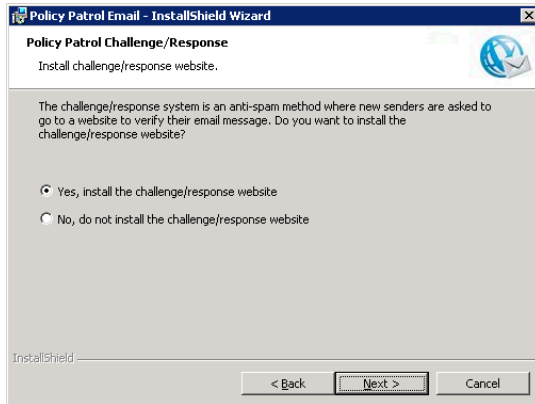 Policy Patrol Email - InstallShield Wizard
Policy Patrol Challenge/Response
Install challenge/response website.
The challenge/response system is an anti-spam method where new senders are asked to
go to a website to verify their email message. Do you want to install the
challenge/response website?
Yes, install the challenge/response website
No, do not install the challenge/response website
InstallShield
< Back
Next >
Cancel